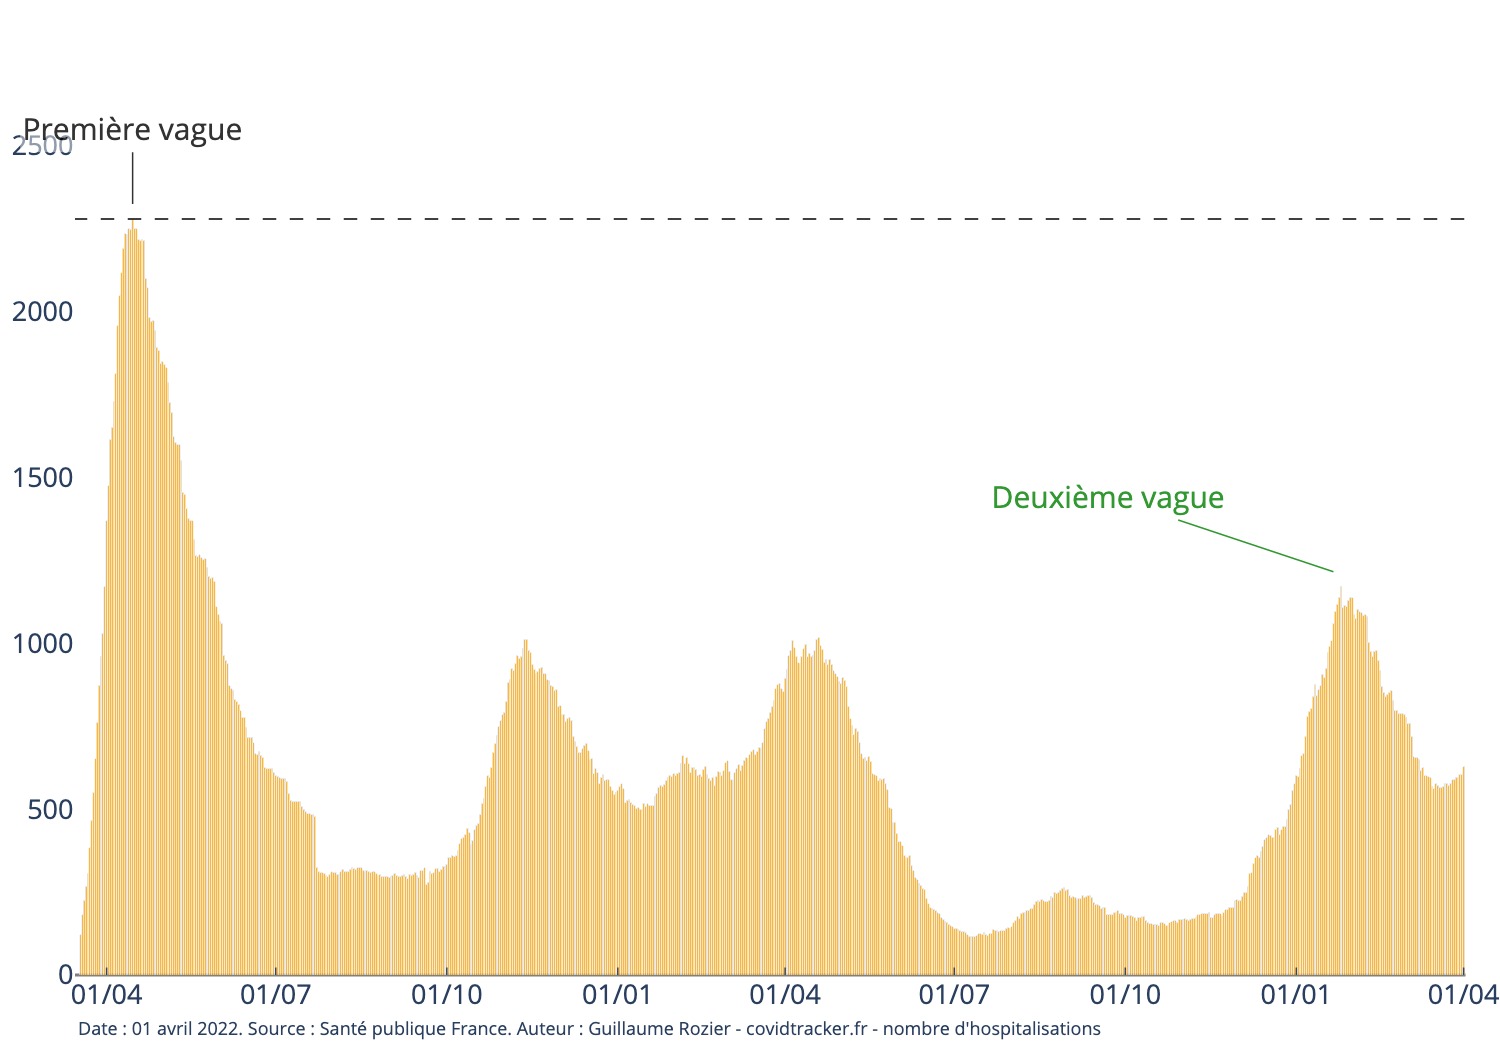 Première vague
2500
2000
1500
Deuxième vague
1000
500
0
01/04 01/07 01/10 01/01 01/04 01/07 01/10 01/01 01/04
Date : 01 avril 2022. Source : Santé publique France. Auteur : Guillaume Rozier - covidtracker.fr - nombre d'hospitalisations